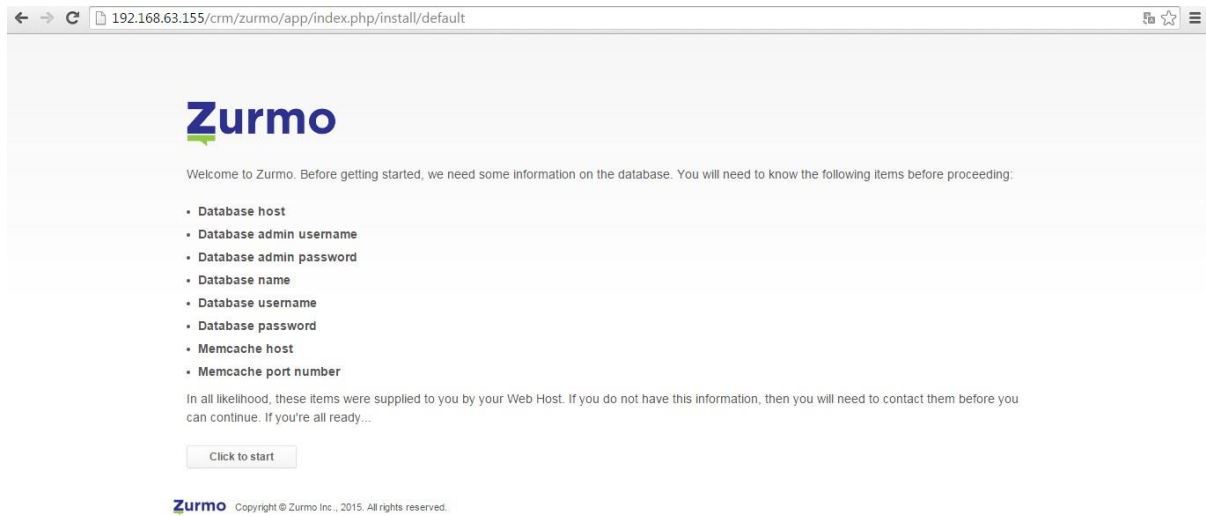 192.168.63.155/crm/zurmo/app/index.php/install/default
Zurmo
Welcome to Zurmo. Before getting started, we need some information on the database. You will need to know the following items before proceeding:
• Database host
• Database admin username
• Database admin password
• Database name
• Database username
• Database password
• Memcache host
• Memcache port number
In all likelihood, these items were supplied to you by your Web Host. If you do not have this information, then you will need to contact them before you
can continue. If you're all ready...
Click to start
Zurmo Copyright © Zurmo Inc., 2015. All rights reserved.